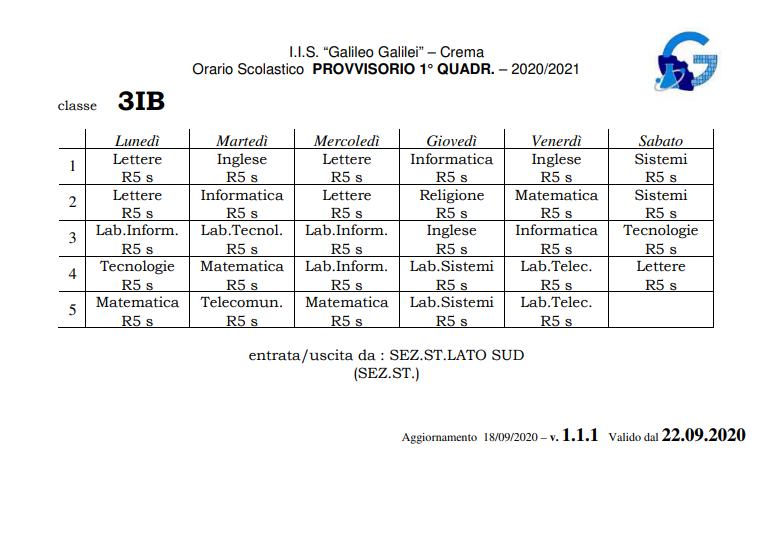 I.I.S. “Galileo Galilei” – Crema
Orario Scolastico PROVVISORIO 1° QUADR. – 2020/2021
classe 3IB
Lunedì Martedì Mercoledì Giovedì Venerdì Sabato
1 Lettere Inglese Lettere Informatica Inglese Sistemi
R5 s R5 s R5 s R5 s R5 s R5 s
2 Lettere Informatica Lettere Religione Matematica Sistemi
R5 s R5 s R5 s R5 s R5 s R5 s
3 Lab.Inform. Lab.Tecnol. Lab.Inform. Inglese Informatica Tecnologie
R5 s R5 s R5 s R5 s R5 s R5 s
4 Tecnologie Matematica Lab.Inform. Lab.Sistemi Lab.Telec. Lettere
R5 s R5 s R5 s R5 s R5 s R5 s
5 Matematica Telecomun. Matematica Lab.Sistemi Lab.Telec.
R5 s R5 s R5 s R5 s R5 s
entrata/uscita da : SEZ.ST.LATO SUD
(SEZ.ST.)
Aggiornamento 18/09/2020 – v. 1.1.1 Valido dal 22.09.2020